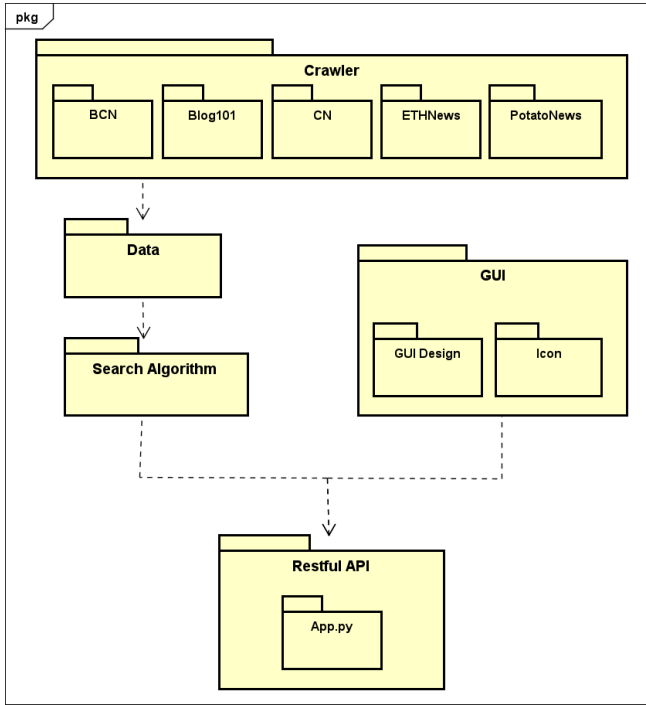 pkg
Crawler
BCN
Blog101
CN
ETHNews
PotatoNews
Data
GUI
GUI Design
Icon
Search Algorithm
Restful API
App.py